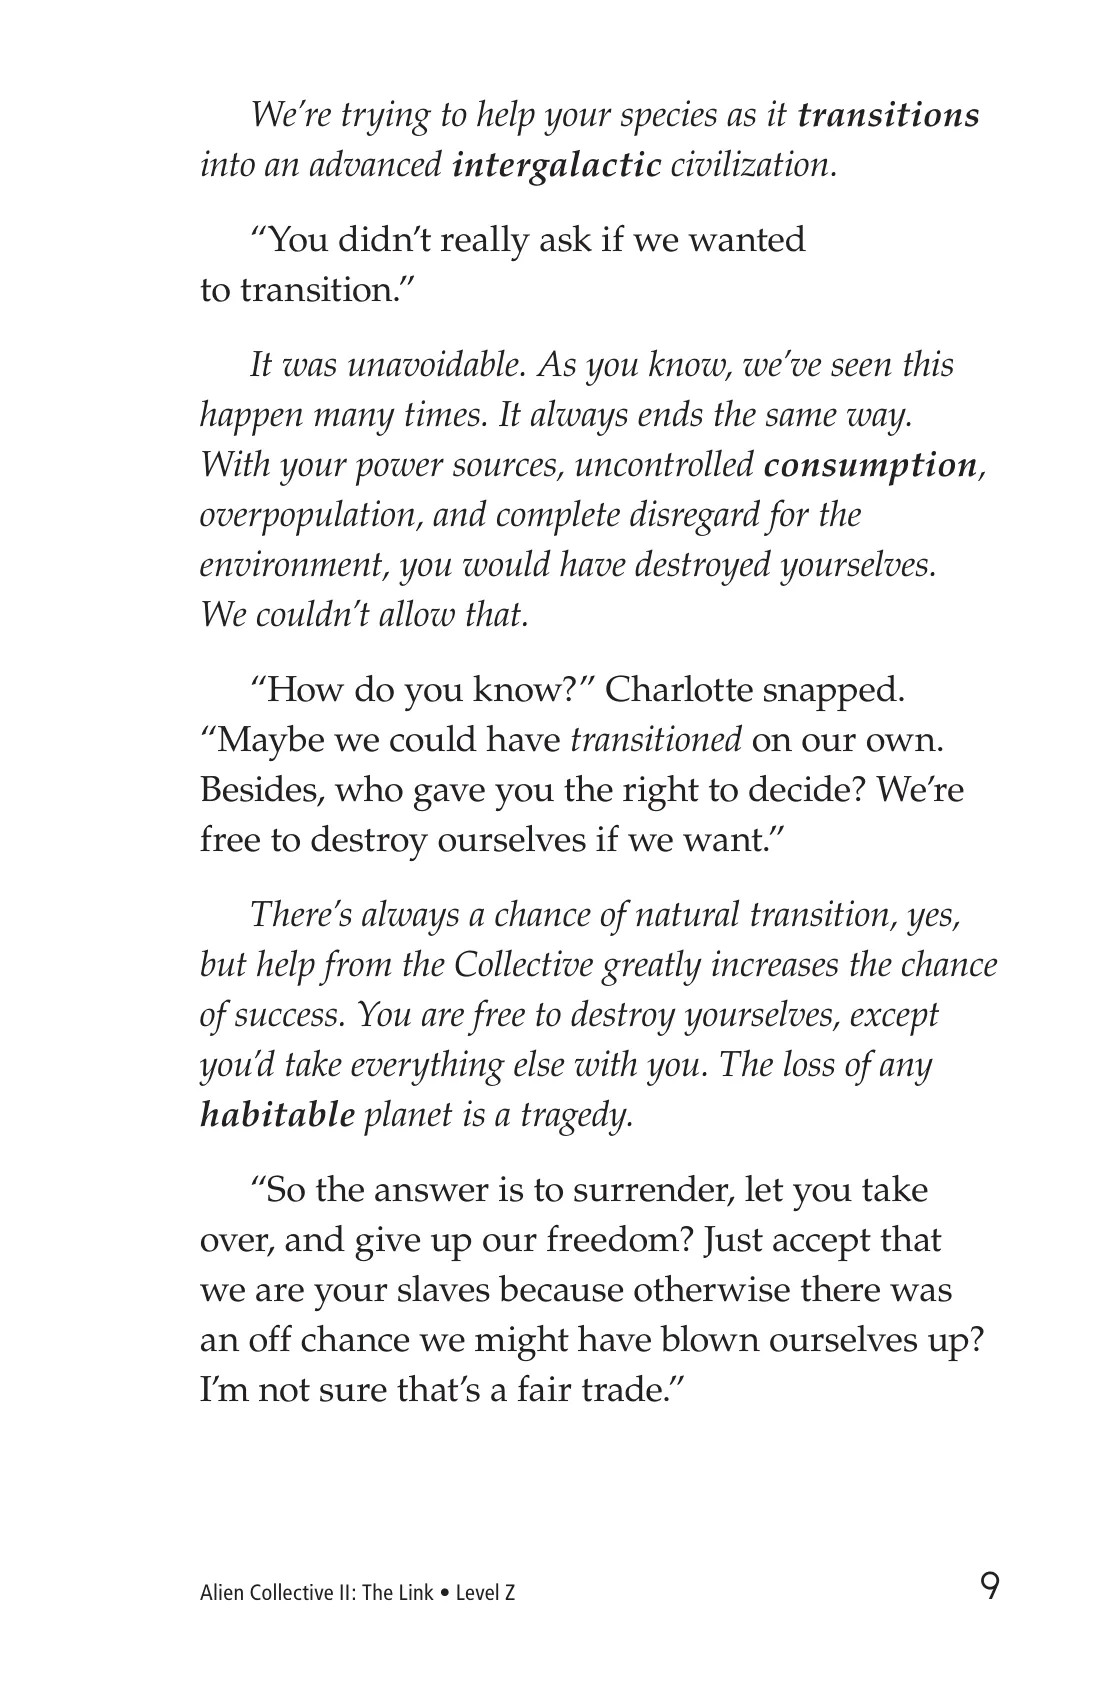 We’re trying to help your species as it transitions
into an advanced intergalactic civilization.
“You didn’t really ask if we wanted
to transition.”
It was unavoidable. As you know, we’ve seen this
happen many times. It always ends the same way.
With your power sources, uncontrolled consumption,
overpopulation, and complete disregard for the
environment, you would have destroyed yourselves.
We couldn’t allow that.
“How do you know?” Charlotte snapped.
“Maybe we could have transitioned on our own.
Besides, who gave you the right to decide? We’re
free to destroy ourselves if we want.”
There’s always a chance of natural transition, yes,
but help from the Collective greatly increases the chance
of success. You are free to destroy yourselves, except
you’d take everything else with you. The loss of any
habitable planet is a tragedy.
“So the answer is to surrender, let you take
over, and give up our freedom? Just accept that
we are your slaves because otherwise there was
an off chance we might have blown ourselves up?
I’m not sure that’s a fair trade.”
Alien Collective II: The Link • Level Z
9